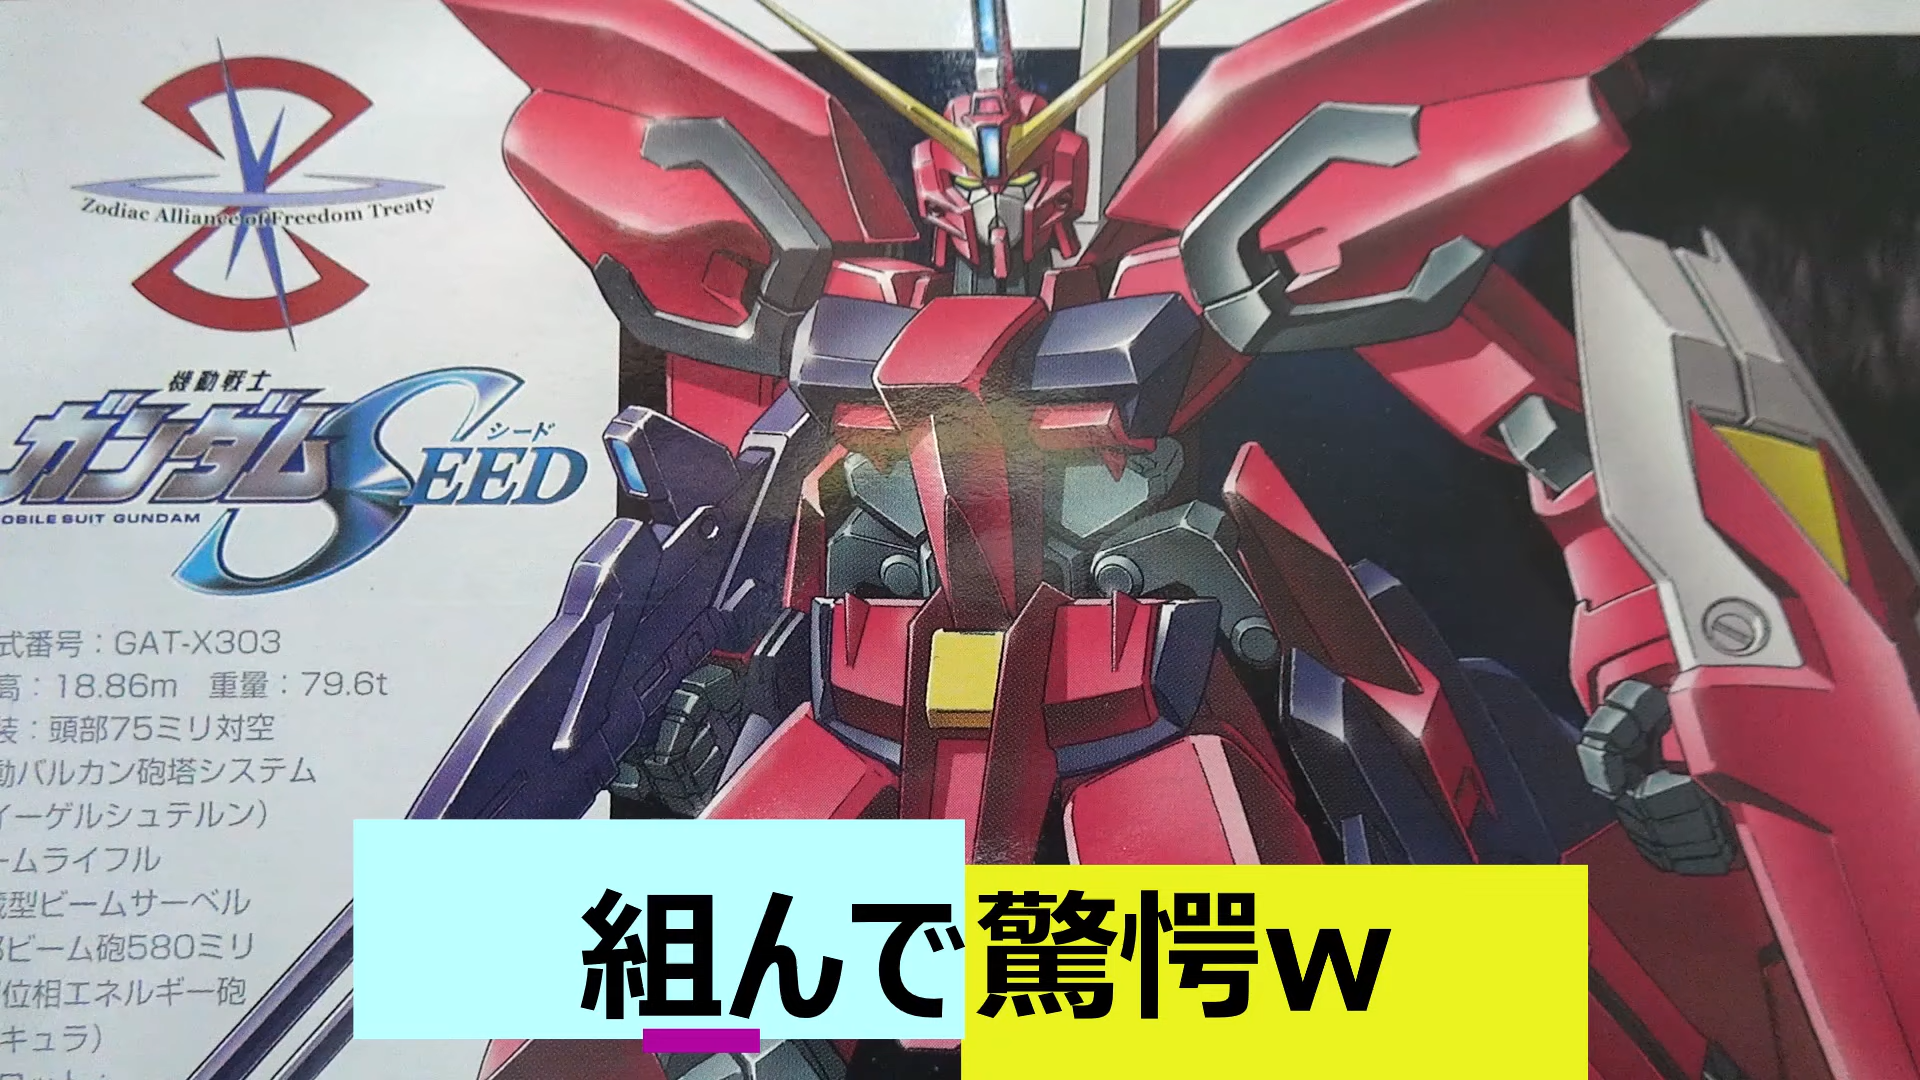 Zodiac Alliance of Freedom Treaty
機動戦士
ガンダムSEED
シード
OBILE SUIT GUNDAM
式番号：GAT-X303
高：18.86m　重量：79.6t
装：頭部75ミリ対空
動バルカン砲塔システム
イーゲルシュテルン）
ームライフル
型ビームサーベル
ビーム砲580ミリ
位相エネルギー砲
キュラ）
組んで驚愕w